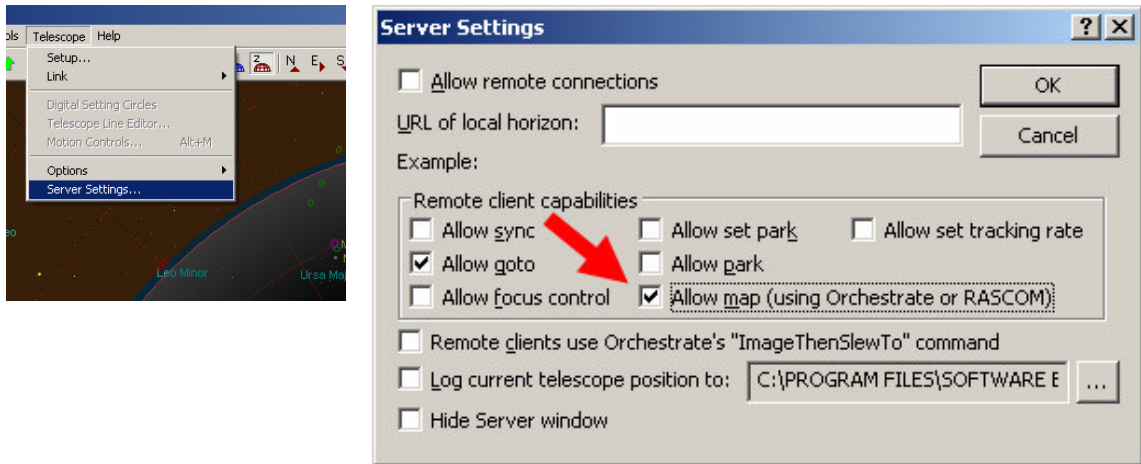 ols Telescope Help
Setup...
Link
Digital Setting Circles
Telescope Line Editor...
Motion Controls... Alt+M
Options
Server Settings...
Z N E S
eo
Leo Minor
Ursa Maj
Server Settings
Allow remote connections
OK
URL of local horizon:
Cancel
Example:
Remote client capabilities
Allow sync Allow set park Allow set tracking rate
Allow goto Allow park
Allow focus control Allow map (using Orchestrate or RASCOM)
Remote clients use Orchestrate's "ImageThenSlewTo" command
Log current telescope position to: C:\PROGRAM FILES\SOFTWARE E ...
Hide Server window